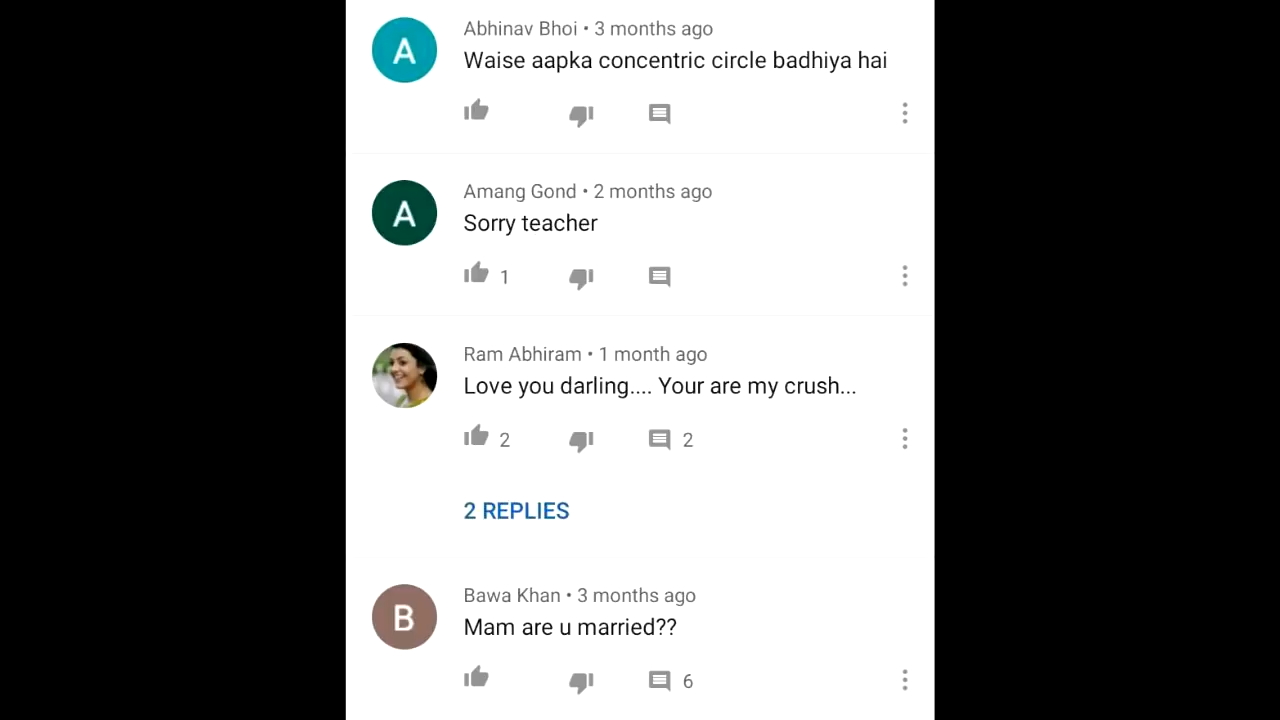 A
Abhinav Bhoi • 3 months ago
Waise aapka concentric circle badhiya hai
A
Amang Gond • 2 months ago
Sorry teacher
1
Ram Abhiram • 1 month ago
Love you darling.... Your are my crush...
2 2
2 REPLIES
B
Bawa Khan • 3 months ago
Mam are u married??
6